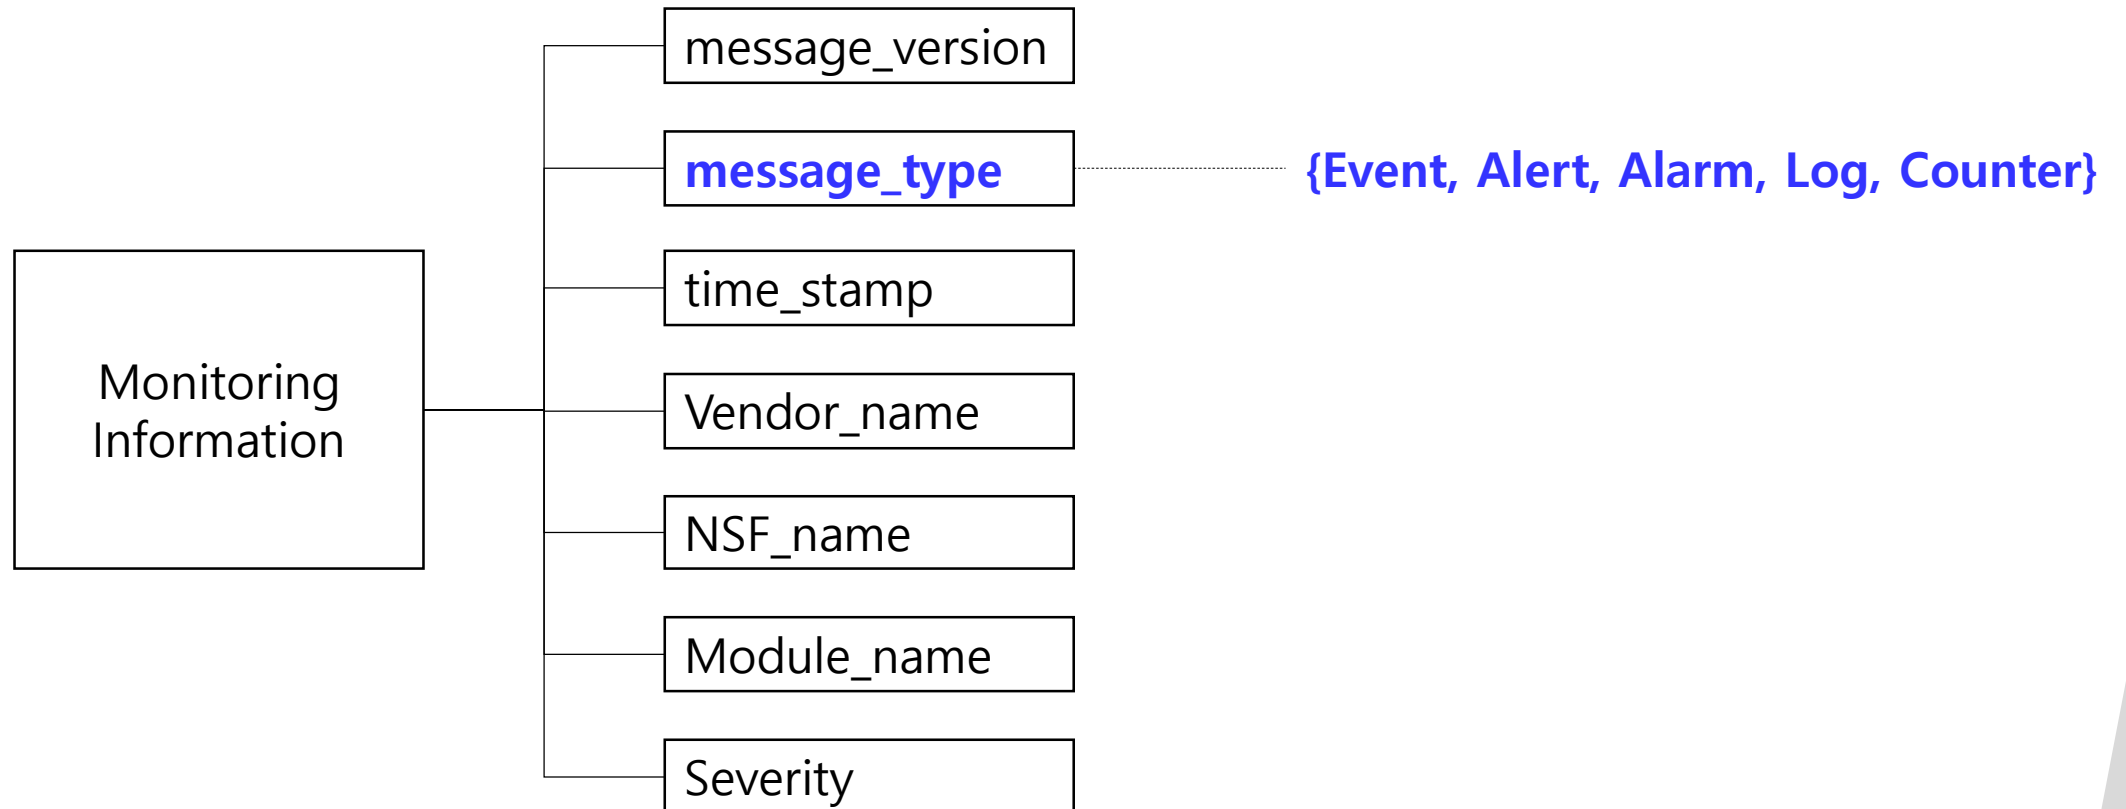 message_version
message_type
{Event, Alert, Alarm, Log, Counter}
time_stamp
Monitoring
Information
Vendor_name
NSF_name
Module_name
Severity